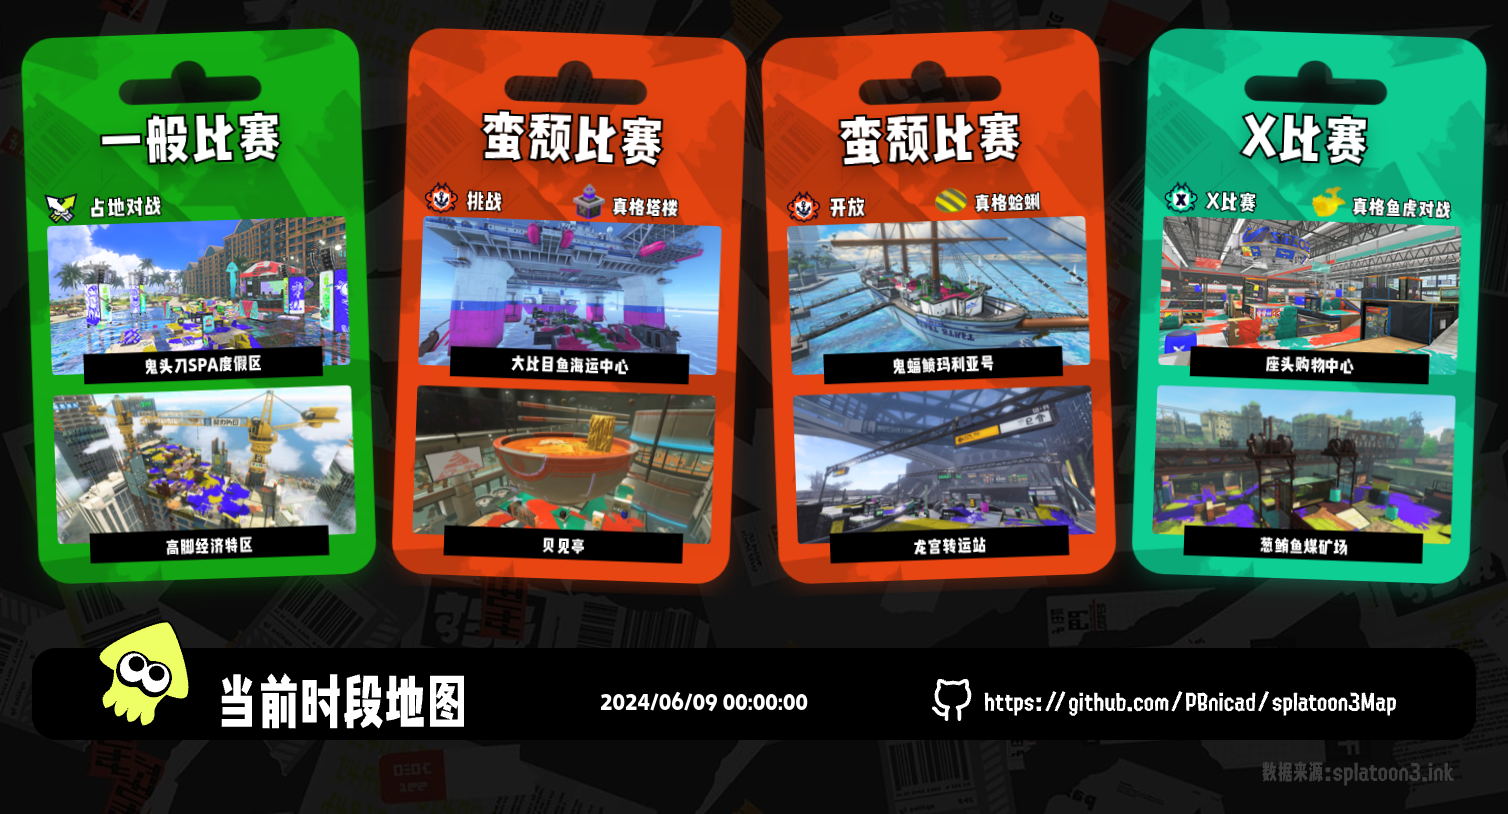 一般比赛
占地对战
鬼头刀SPA度假区
高脚经济特区
蛮颓比赛
挑战
真格塔楼
大比目鱼海运中心
贝见亭
蛮颓比赛
开放
真格蛤蜊
鬼蝠鲼玛利亚号
龙宫转运站
X比赛
X比赛
真格鱼虎对战
座头购物中心
葱鲔鱼煤矿场
当前时段地图
2024/06/09 00:00:00
https://github.com/PBnicad/splatoon3Map
数据来源:splatoon3.ink